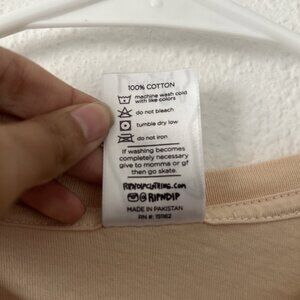 100% COTTON
machine wash cold
with like colors
do not bleach
tumble dry low
do not iron
If washing becomes
completely necessary
give to momma or gf
then go skate.
RIPNDIPCLOTHING.com
@RIPNDIP
MADE IN PAKISTAN
RN #: 151162